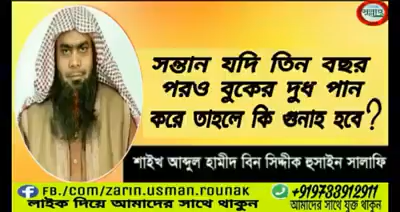 সন্তান যদি তিন বছর
পরও বুকের দুধ পান
করে তাহলে কি গুনাহ হবে?
শাইখ আব্দুল হামীদ বিন সিদ্দীক হুসাইন সালাফি
FB./com/zarin.usman.rounak
লাইক দিয়ে আমাদের সাথে থাকুন
+919733912911
আমাদের সাথে যুক্ত থাকুন